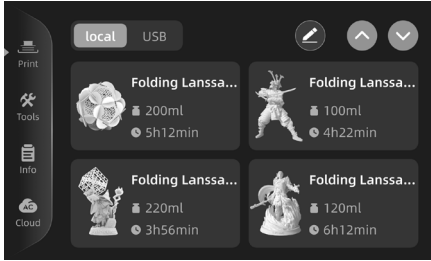 local
USB
Print
Tools
Info
AC
Cloud
Folding Lanssa...
200ml
5h12min
Folding Lanssa...
100ml
4h22min
Folding Lanssa...
220ml
3h56min
Folding Lanssa...
120ml
6h12min